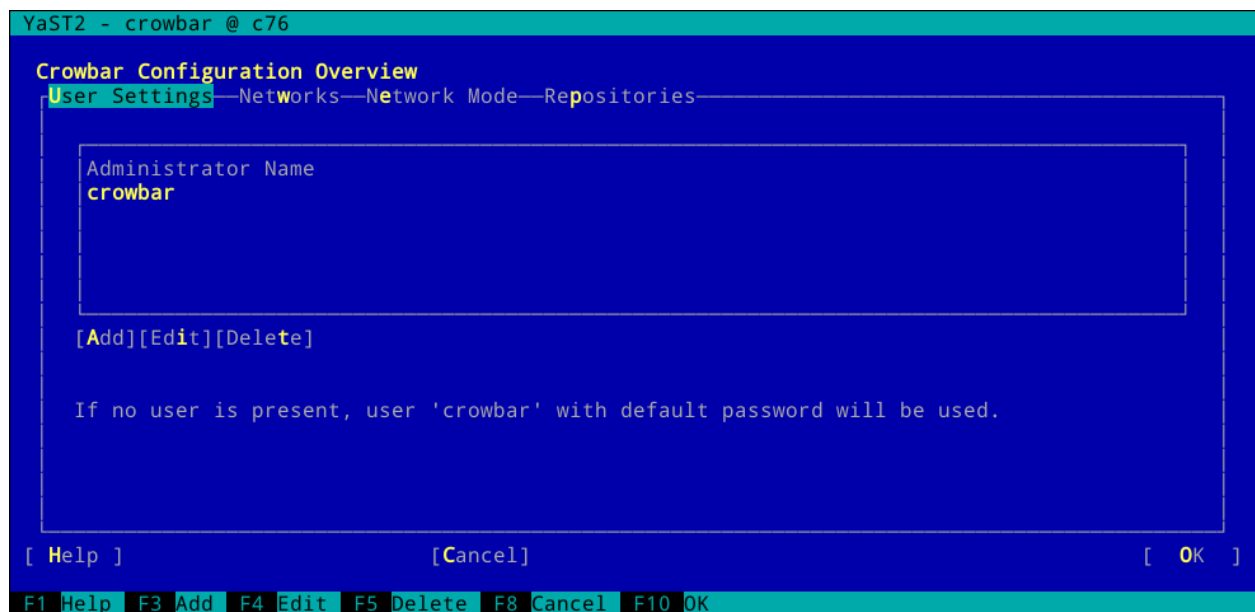 YaST2 - crowbar @ c76
Crowbar Configuration Overview
User Settings Networks Network Mode Repositories
Administrator Name
crowbar
[Add][Edit][Delete]
If no user is present, user 'crowbar' with default password will be used.
[ Help ] [Cancel] [ OK ]
F1 Help F3 Add F4 Edit F5 Delete F8 Cancel F10 OK